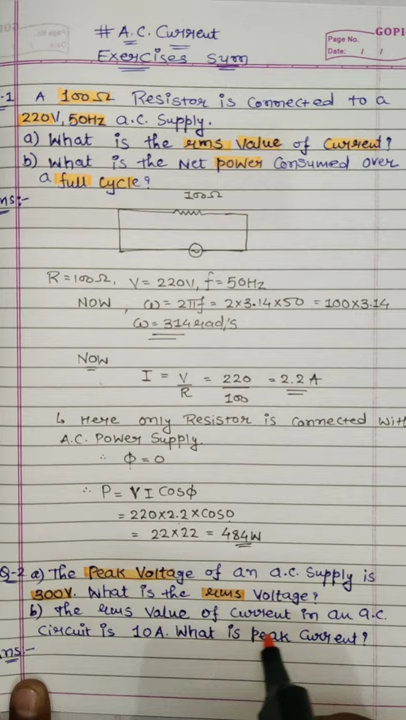 # A.C. Current
GOPI
Page No.
Date: / /
Exercises sum
-1 A 100Ω Resistor is connected to a
220V, 50Hz a.c. Supply.
a) What is the rms value of current?
b) What is the Net power Consumed over
a full cycle?
ns:-
100Ω
R=100Ω, V= 220V, f= 50Hz
NOW, ω= 2πf = 2×3.14×50 = 100×3.14
ω= 314rad/s
NOW
I = V/R = 220/100 = 2.2 A
↳ Here only Resistor is connected with
A.C. Power Supply.
∴ ϕ=0
∴ P= V I cosϕ
= 220×2.2×cos0
= 22×22 = 484W
Q-2 a) The Peak Voltage of an a.c. Supply is
300V. What is the rms Voltage?
b) The rms value of current in an a.c.
circuit is 10A. What is peak current?
ns:-